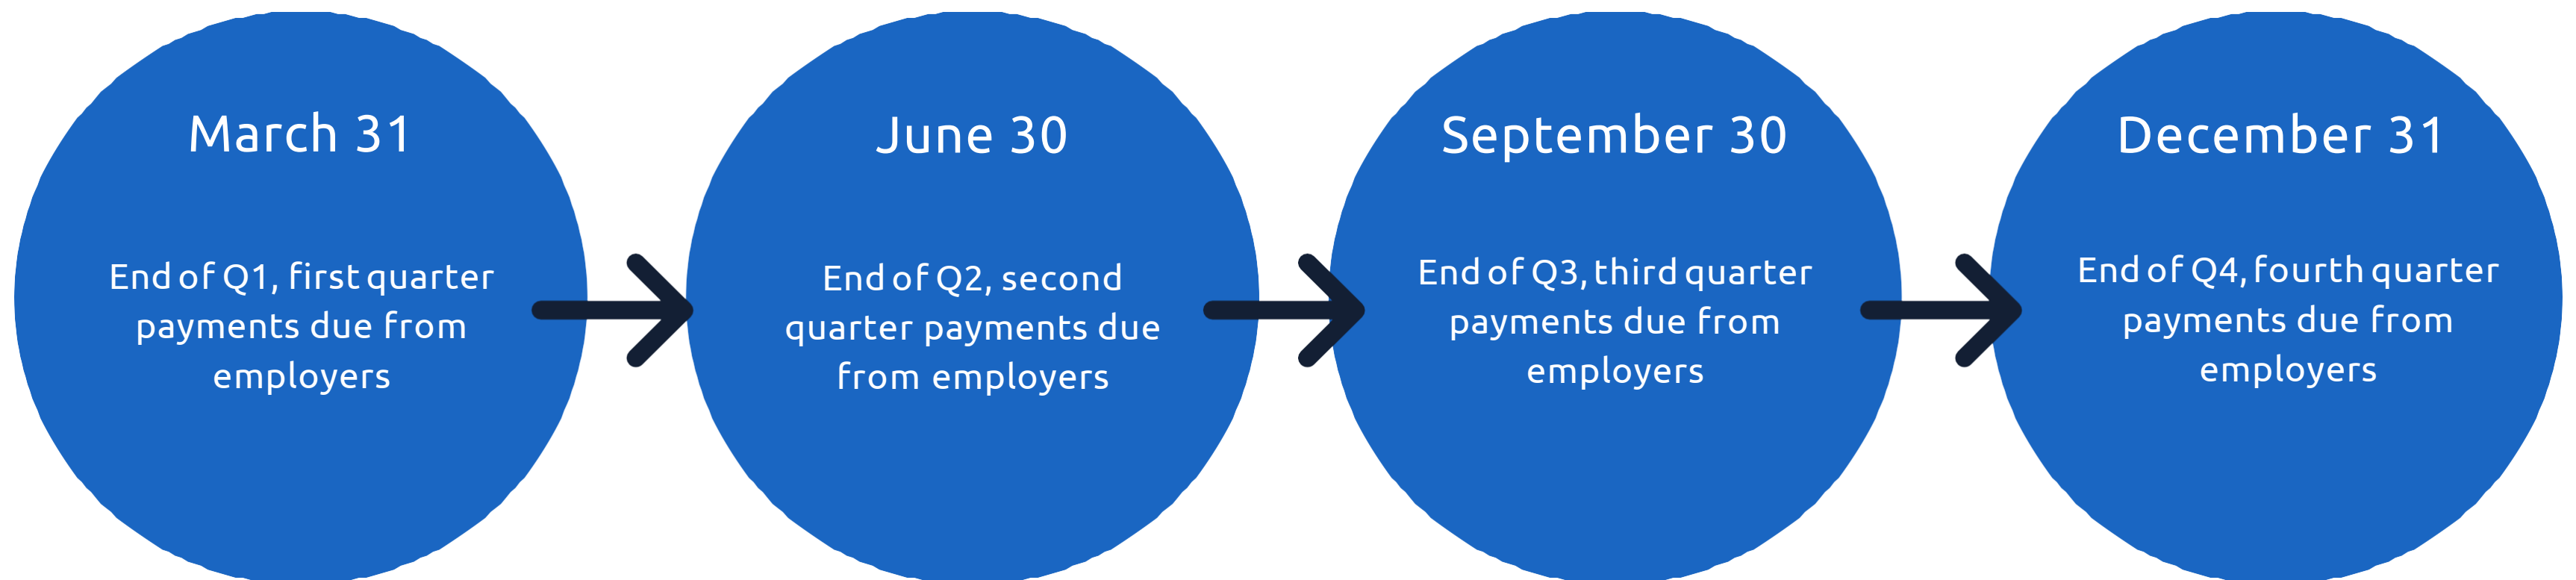 March 31
End of Q1, first quarter
payments due from
employers
June 30
End of Q2, second
quarter payments due
from employers
September 30
End of Q3, third quarter
payments due from
employers
December 31
End of Q4, fourth quarter
payments due from
employers